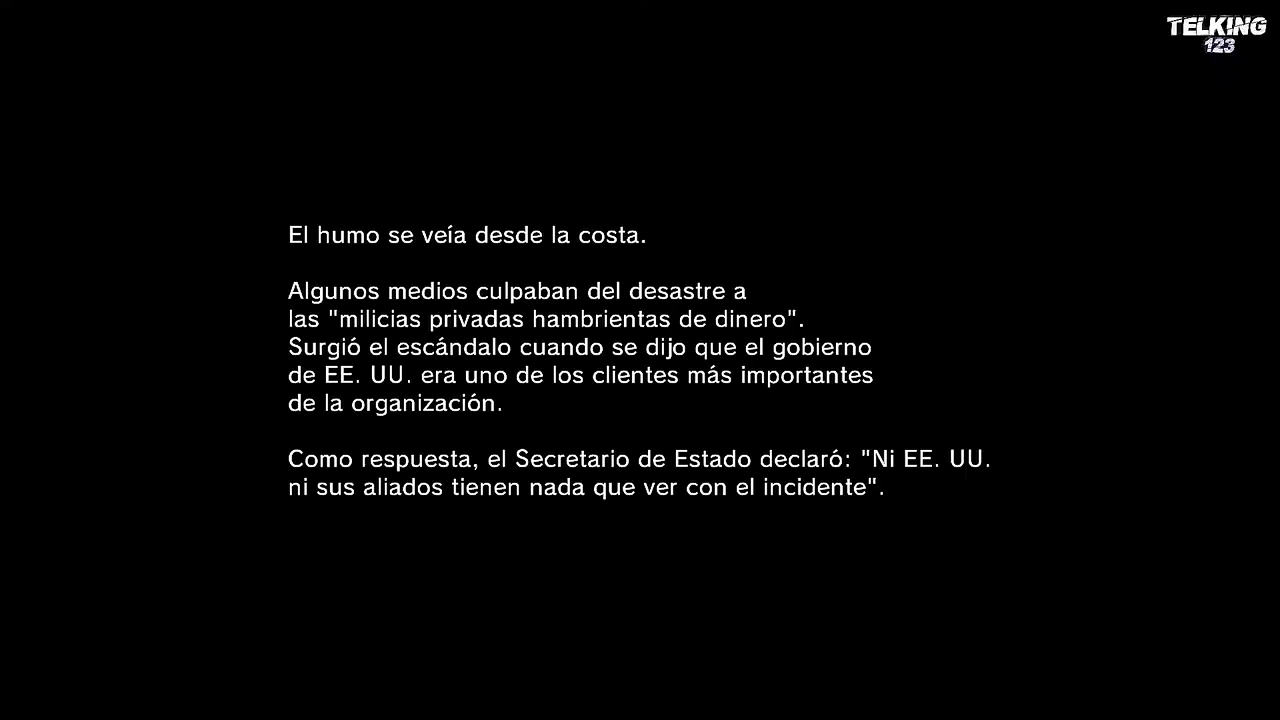 TELKING
123
El humo se veía desde la costa.
Algunos medios culpaban del desastre a
las "milicias privadas hambrientas de dinero".
Surgió el escándalo cuando se dijo que el gobierno
de EE. UU. era uno de los clientes más importantes
de la organización.
Como respuesta, el Secretario de Estado declaró: "Ni EE. UU.
ni sus aliados tienen nada que ver con el incidente".